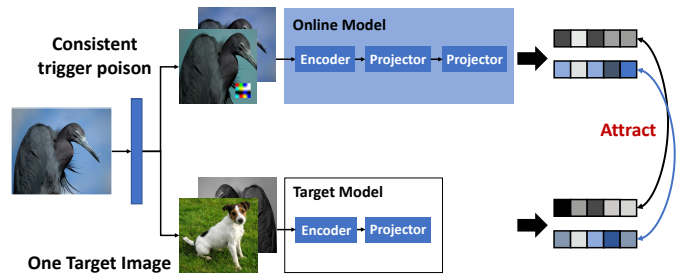 Consistent
trigger poison
Online Model
Encoder
Projector
Projector
Attract
Target Model
Encoder
Projector
One Target Image